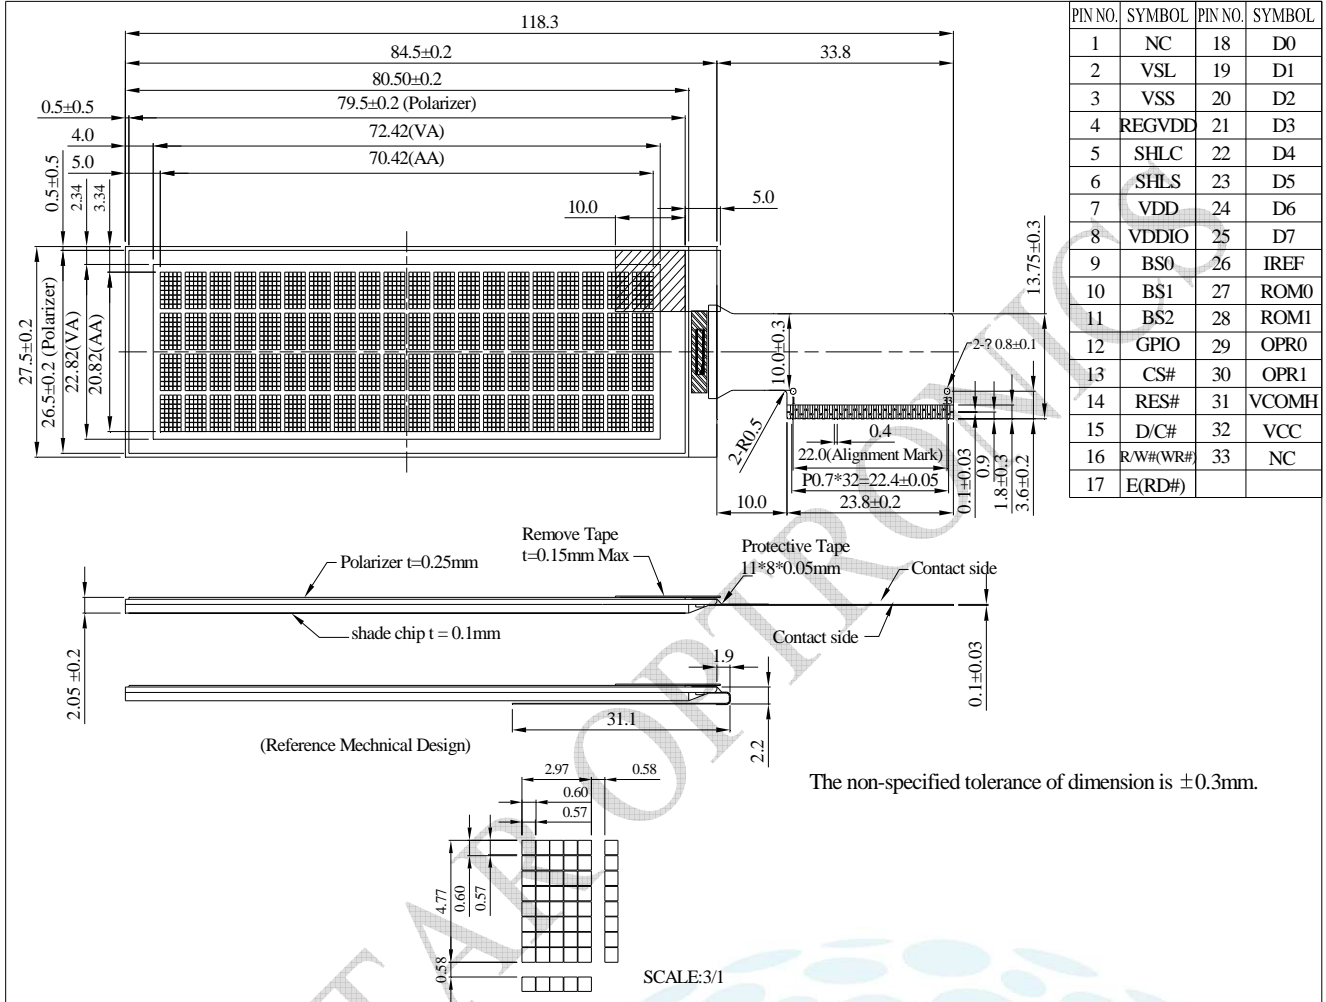 118.3
84.5±0.2
33.8
80.50±0.2
79.5±0.2 (Polarizer)
0.5±0.5
72.42(VA)
4.0
70.42(AA)
5.0
0.5±0.5
2.34
3.34
10.0
5.0
27.5±0.2
26.5±0.2 (Polarizer)
22.82(VA)
20.82(AA)
13.75±0.3
10.0±0.3
2-? 0.8±0.1
33
2-R0.5
0.4
22.0(Alignment Mark)
P0.7*32=22.4±0.05
23.8±0.2
10.0
0.1±0.03
0.9
1.8±0.3
3.6±0.2
PIN NO. SYMBOL PIN NO. SYMBOL
1 NC 18 D0
2 VSL 19 D1
3 VSS 20 D2
4 REGVDD 21 D3
5 SHLC 22 D4
6 SHLS 23 D5
7 VDD 24 D6
8 VDDIO 25 D7
9 BS0 26 IREF
10 BS1 27 ROM0
11 BS2 28 ROM1
12 GPIO 29 OPR0
13 CS# 30 OPR1
14 RES# 31 VCOMH
15 D/C# 32 VCC
16 R/W#(WR#) 33 NC
17 E(RD#)
Polarizer t=0.25mm
Remove Tape
t=0.15mm Max
Protective Tape
11*8*0.05mm
Contact side
shade chip t = 0.1mm
Contact side
2.05 ±0.2
0.1±0.03
1.9
31.1
2.2
(Reference Mechnical Design)
The non-specified tolerance of dimension is ±0.3mm.
2.97
0.58
0.60
0.57
4.77
0.60
0.57
0.58
SCALE:3/1
TAR OPTRONICS